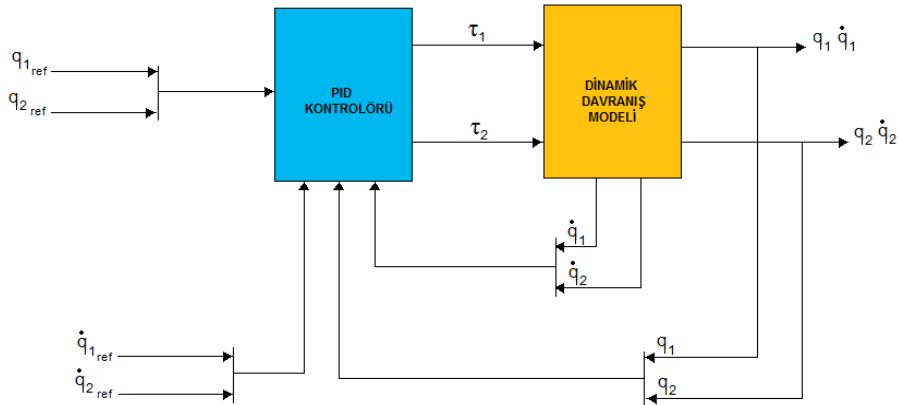 q1ref
q2ref
PID
KONTROLÖRÜ
τ1
τ2
DİNAMİK
DAVRANIŞ
MODELİ
q1 q̇1
q2 q̇2
q̇1
q̇2
q̇1ref
q̇2ref
q1
q2